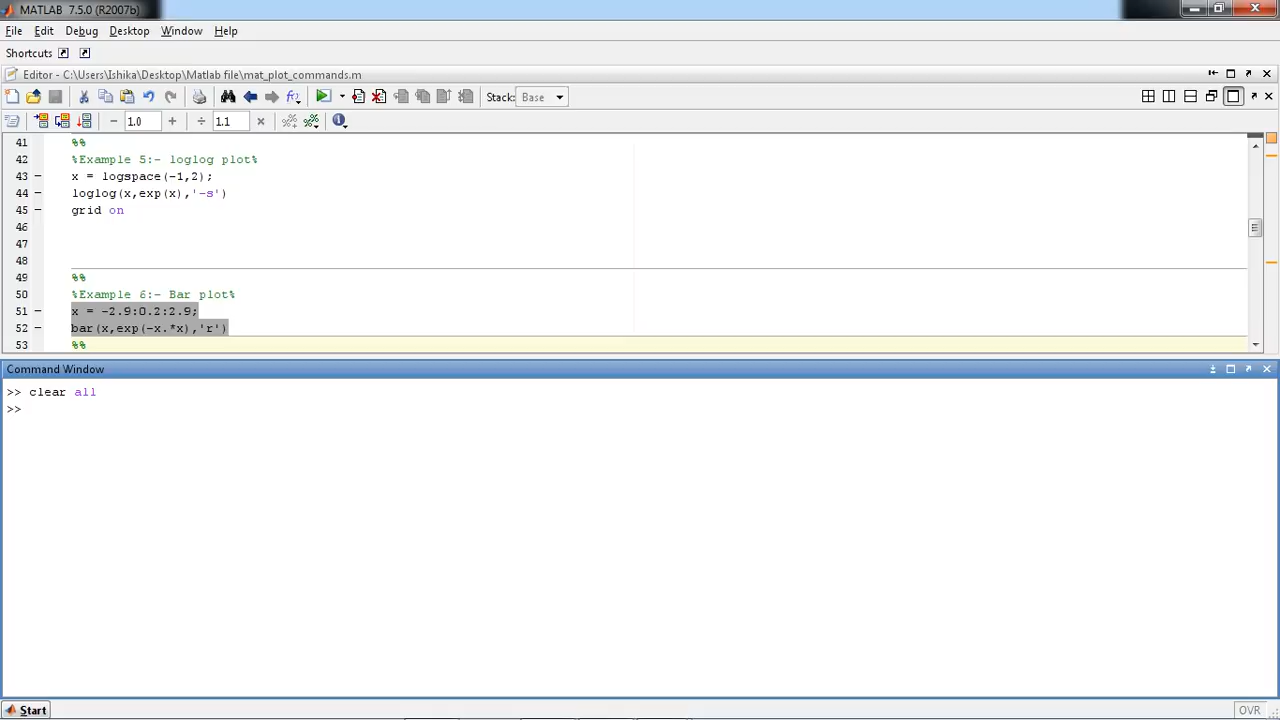 MATLAB 7.5.0 (R2007b)
File Edit Debug Desktop Window Help
Shortcuts
Editor - C:\Users\Ishika\Desktop\Matlab file\mat_plot_commands.m
Stack: Base
1.0 1.1
41 %%
42 %Example 5:- loglog plot%
43 x = logspace(-1,2);
44 loglog(x,exp(x),'-s')
45 grid on
46
47
48
49 %%
50 %Example 6:- Bar plot%
51 x = -2.9:0.2:2.9;
52 bar(x,exp(-x.*x),'r')
53 %%
Command Window
>> clear all
>>
Start
OVR